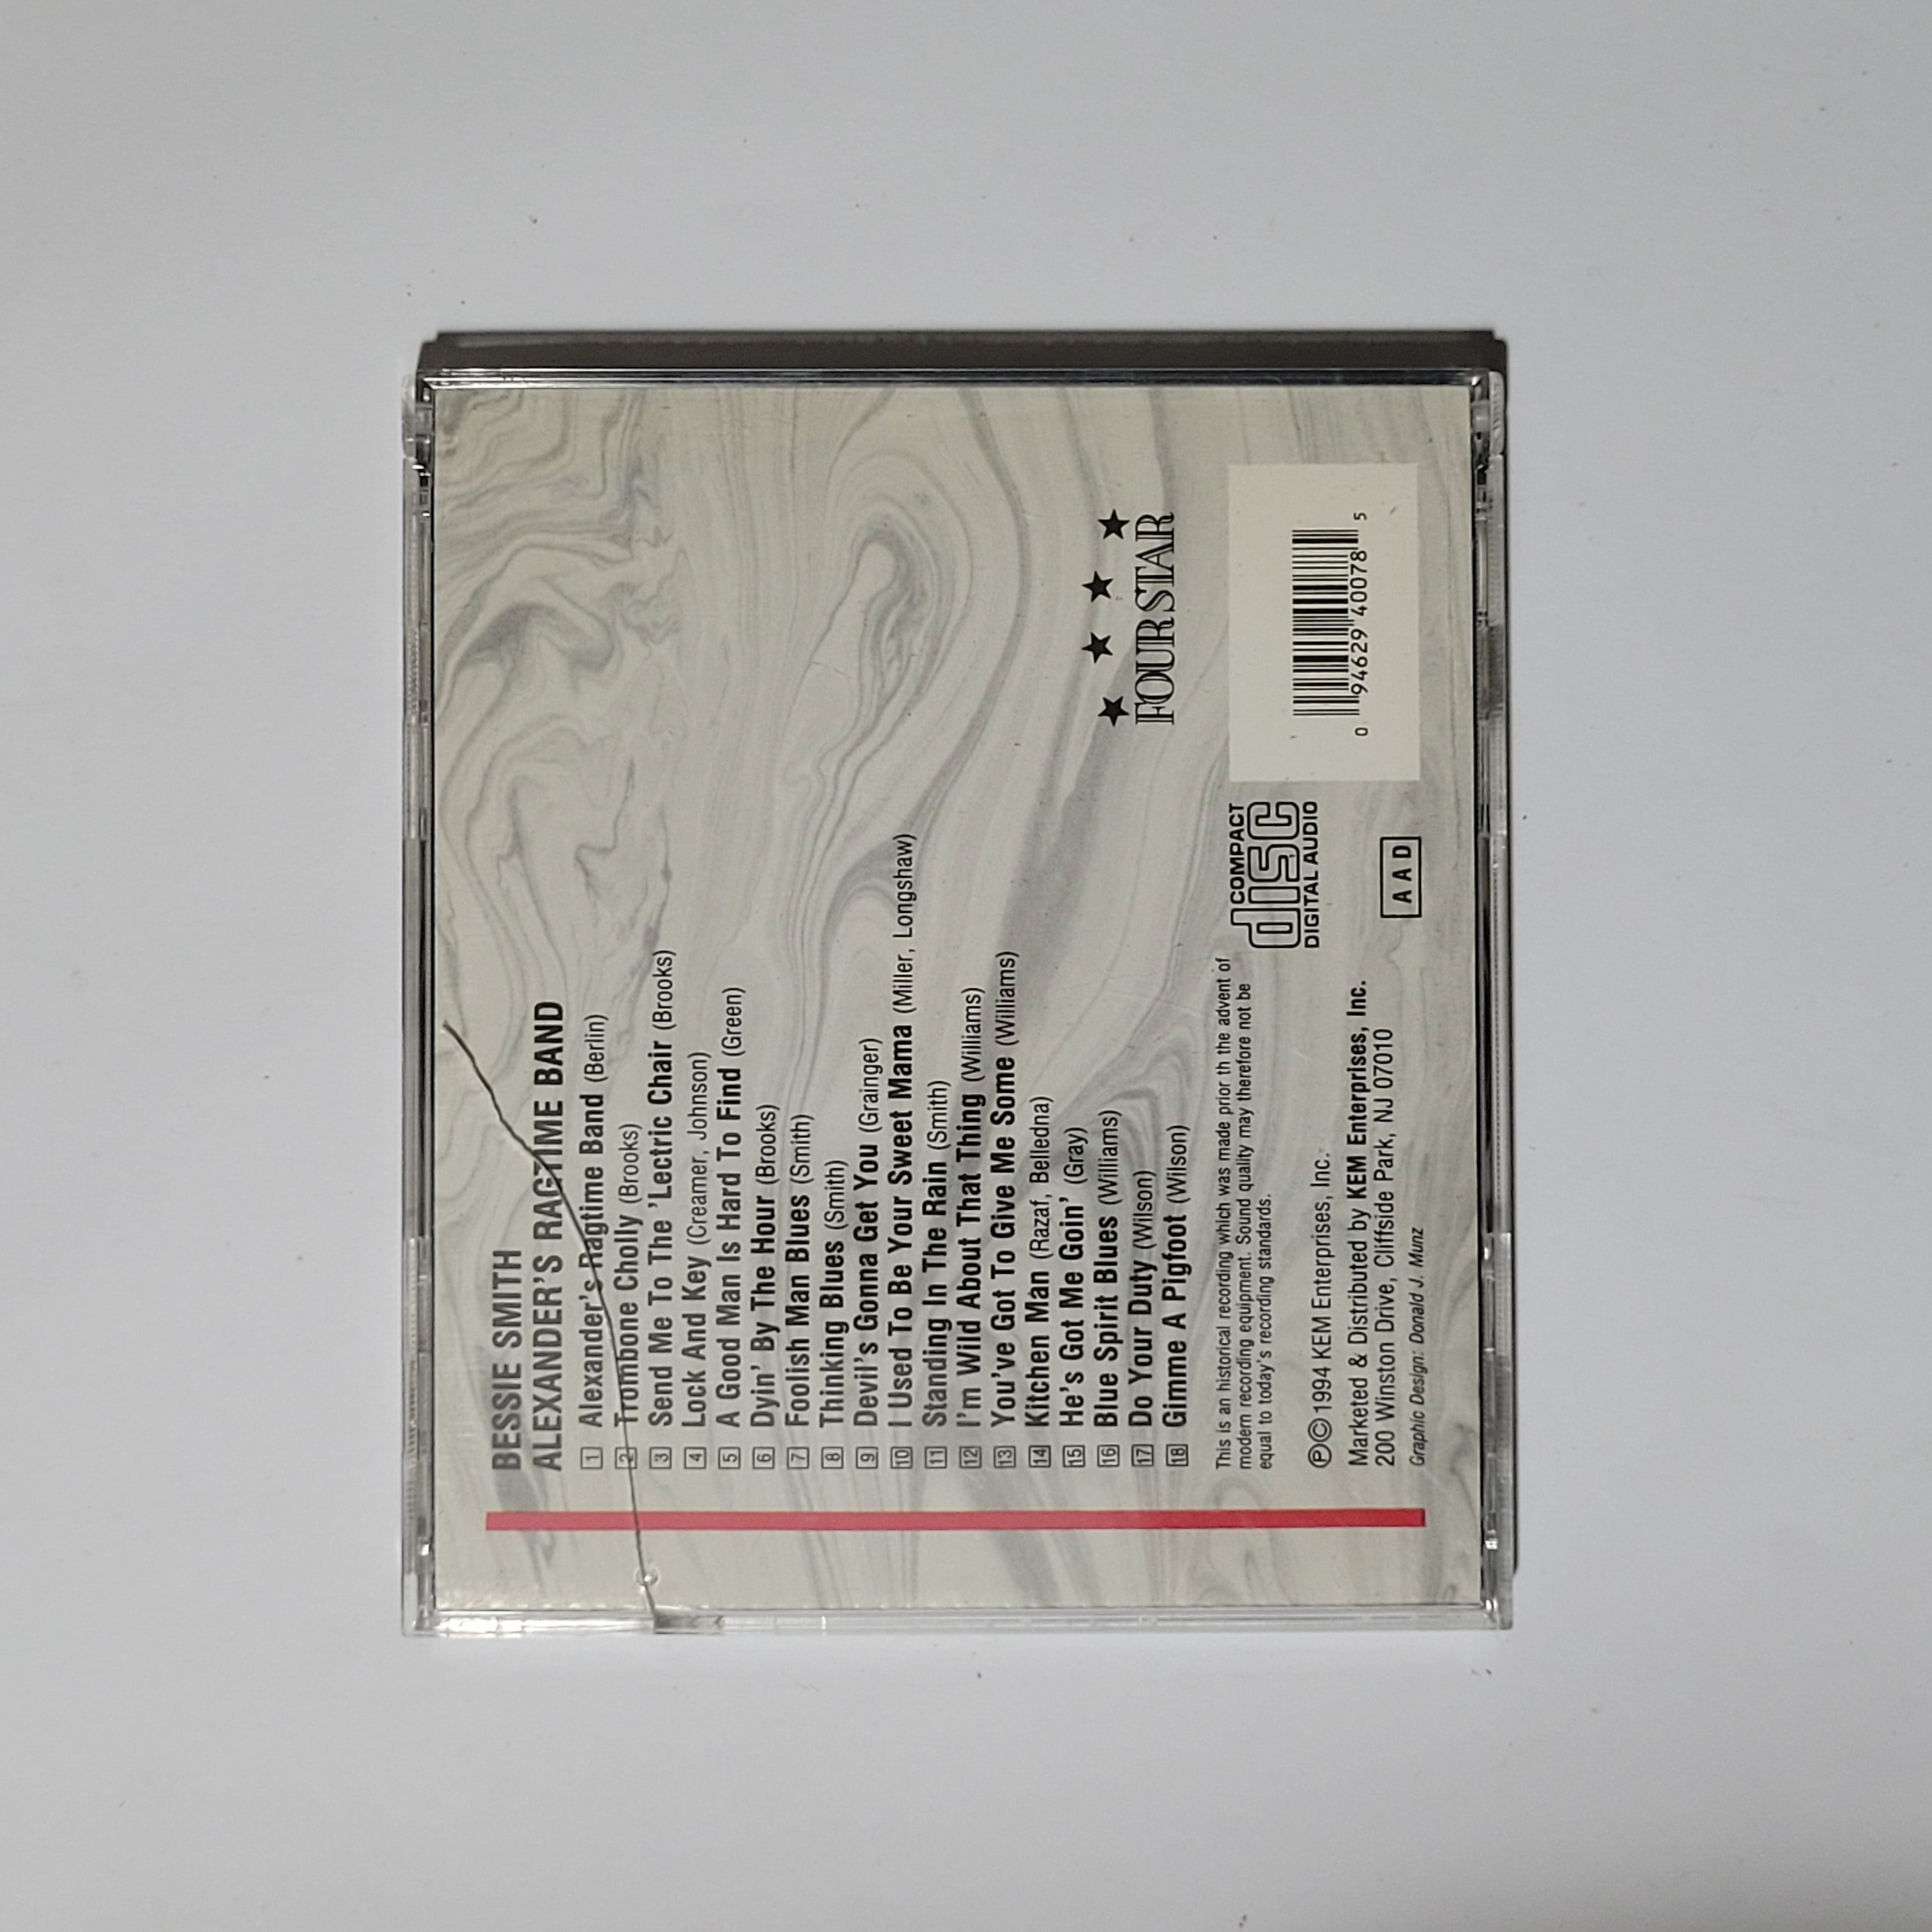 BESSIE SMITH
ALEXANDER'S RAGTIME BAND
1 Alexander's Ragtime Band (Berlin)
2 Trombone Cholly (Brooks)
3 Send Me To The 'Lectric Chair (Brooks)
4 Lock And Key (Creamer, Johnson)
5 A Good Man Is Hard To Find (Green)
6 Dyin' By The Hour (Brooks)
7 Foolish Man Blues (Smith)
8 Thinking Blues (Smith)
9 Devil's Gonna Get You (Grainger)
10 I Used To Be Your Sweet Mama (Miller, Longshaw)
11 Standing In The Rain (Smith)
12 I'm Wild About That Thing (Williams)
13 You've Got To Give Me Some (Williams)
14 Kitchen Man (Razaf, Belledna)
15 He's Got Me Goin' (Gray)
16 Blue Spirit Blues (Williams)
17 Do Your Duty (Wilson)
18 Gimme A Pigfoot (Wilson)
FOUR STAR
This is an historical recording which was made prior th the advent of
modern recording equipment. Sound quality may therefore not be
equal to today's recording standards.
℗©1994 KEM Enterprises, Inc.
Marketed & Distributed by KEM Enterprises, Inc.
200 Winston Drive, Cliffside Park, NJ 07010
Graphic Design: Donald J. Munz
COMPACT
disc
DIGITAL AUDIO
AAD
0 94629 40078 5